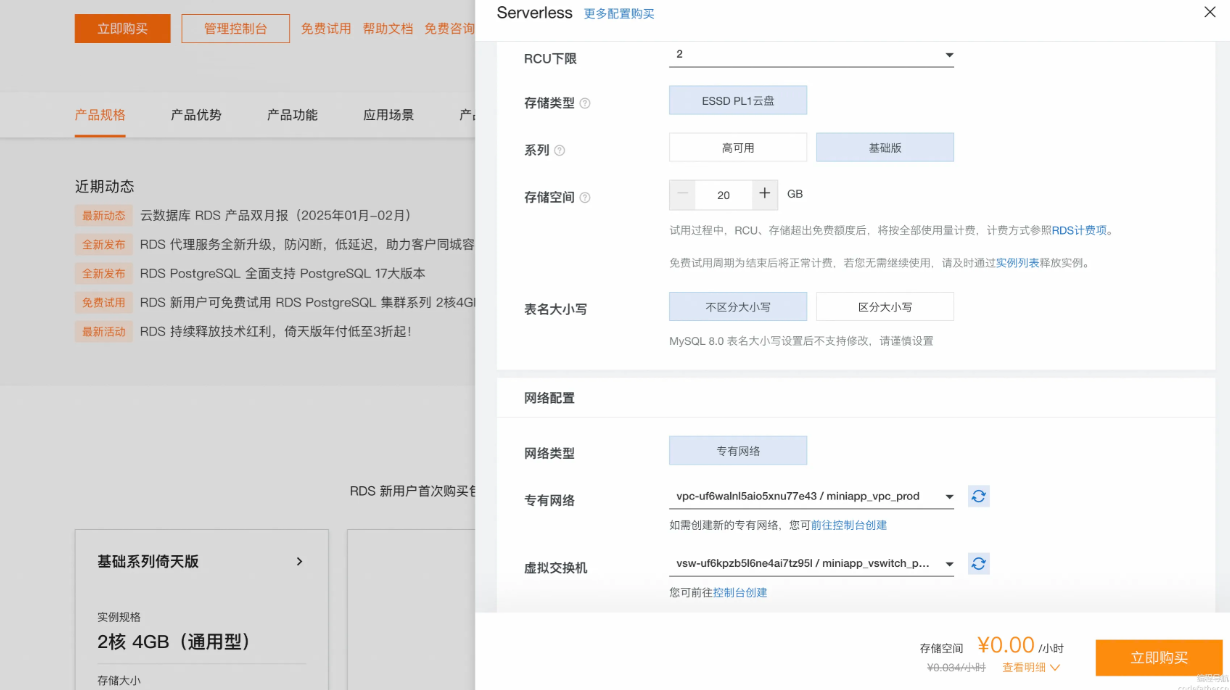 立即购买 管理控制台 免费试用 帮助文档 免费咨询
产品规格 产品优势 产品功能 应用场景
近期动态
最新动态 云数据库 RDS 产品双月报（2025年01月-02月）
全新发布 RDS 代理服务全新升级，防闪断，低延迟，助力客户同城容
全新发布 RDS PostgreSQL 全面支持 PostgreSQL 17大版本
免费试用 RDS 新用户可免费试用 RDS PostgreSQL 集群系列 2核4G
最新活动 RDS 持续释放技术红利，倚天版年付低至3折起！
RDS 新用户首次购买
基础系列倚天版
实例规格
2核 4GB（通用型）
存储大小
Serverless 更多配置购买
RCU下限 2
存储类型 ESSD PL1云盘
系列 高可用 基础版
存储空间 20 GB
试用过程中，RCU、存储超出免费额度后，将按全部使用量计费，计费方式参照RDS计费项。
免费试用周期为结束后将正常计费，若您无需继续使用，请及时通过实例列表释放实例。
表名大小写 不区分大小写 区分大小写
MySQL 8.0 表名大小写设置后不支持修改，请谨慎设置
网络配置
网络类型 专有网络
专有网络 vpc-uf6walnl5aio5xnu77e43 / miniapp_vpc_prod
如需创建新的专有网络，您可前往控制台创建
虚拟交换机 vsw-uf6kpzb5l6ne4ai7tz95l / miniapp_vswitch_p...
您可前往控制台创建
存储空间 ¥0.00 /小时
¥0.034/小时 查看明细
立即购买